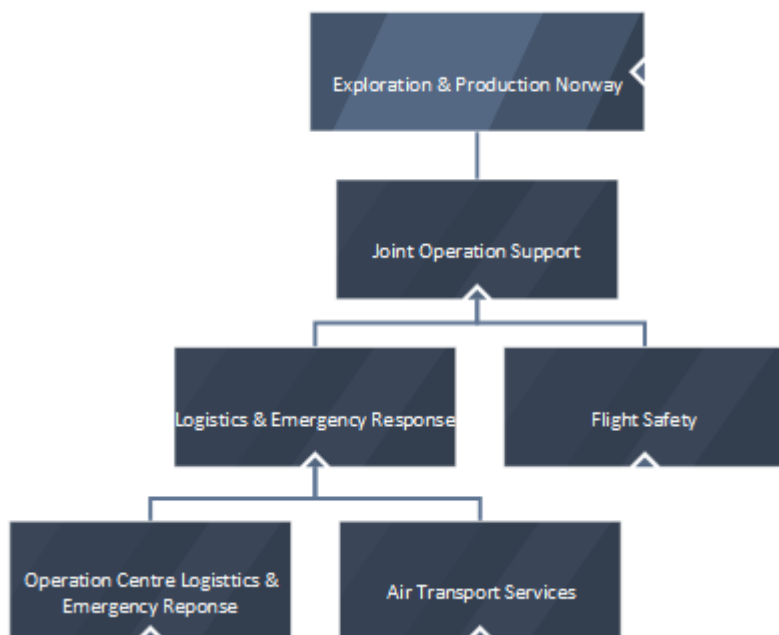 Exploration & Production Norway
Joint Operation Support
Logistics & Emergency Response
Flight Safety
Operation Centre Logisttics &
Emergency Reponse
Air Transport Services